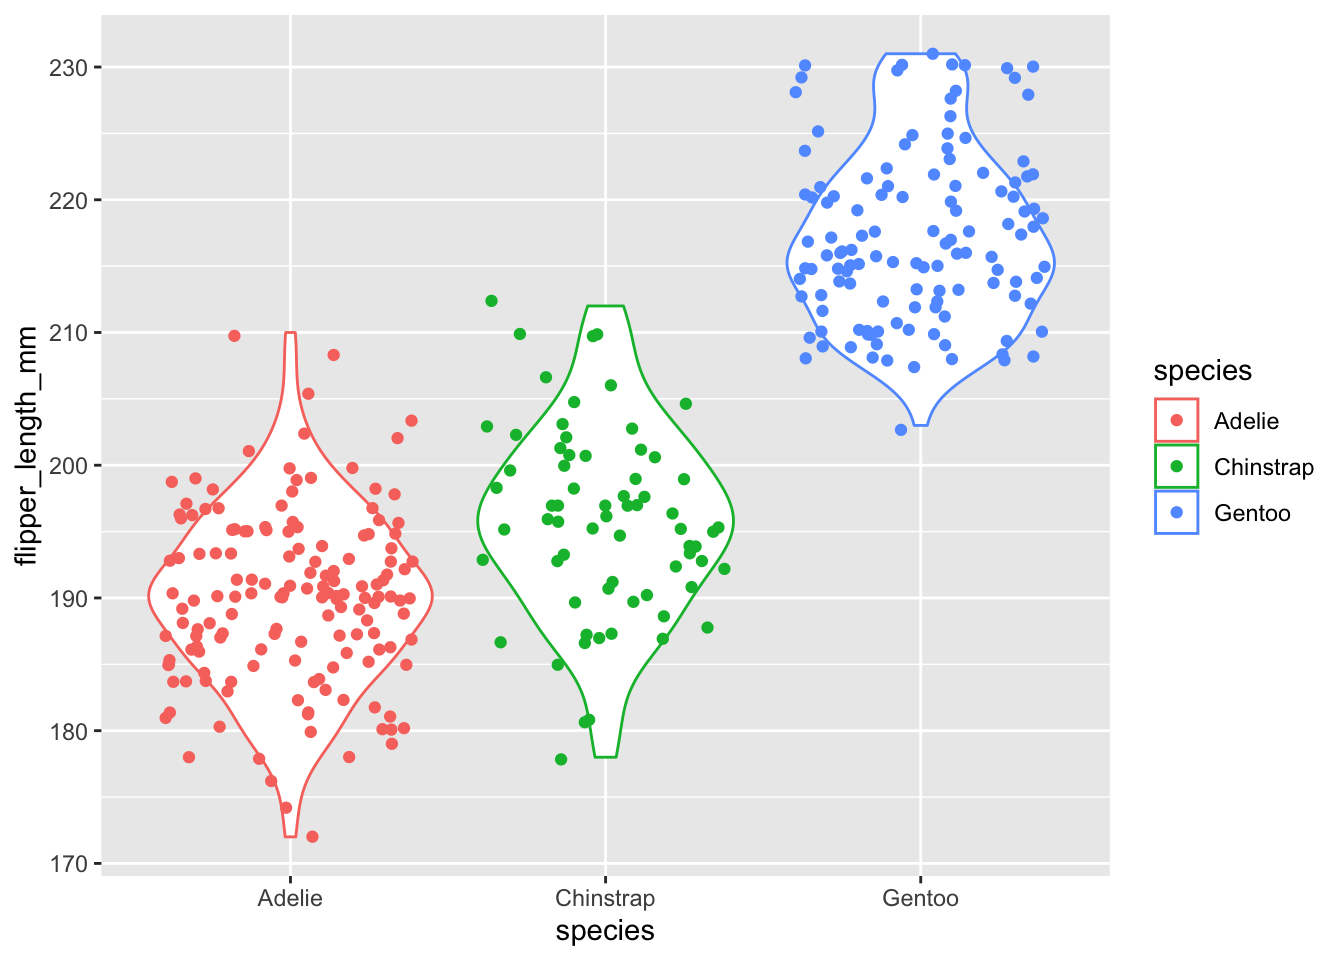 flipper_length_mm
230
220
210
200
190
180
170
Adelie
Chinstrap
Gentoo
species
species
Adelie
Chinstrap
Gentoo